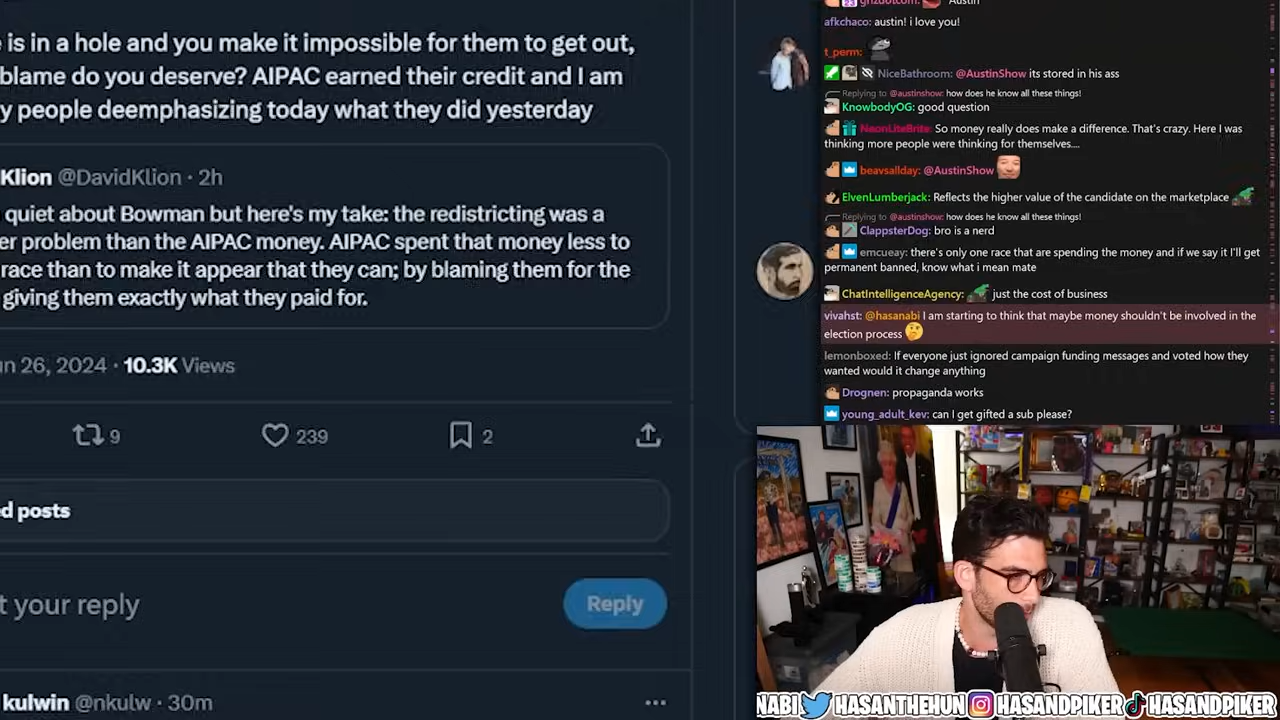 is in a hole and you make it impossible for them to get out,
blame do you deserve? AIPAC earned their credit and I am
y people deemphasizing today what they did yesterday
Klion @DavidKlion · 2h
quiet about Bowman but here's my take: the redistricting was a
er problem than the AIPAC money. AIPAC spent that money less to
race than to make it appear that they can; by blaming them for the
giving them exactly what they paid for.
un 26, 2024 · 10.3K Views
9
239
2
d posts
t your reply
Reply
kulwin @nkulw · 30m
grizdotcom: Austin
afkchaco: austin! i love you!
t_perm:
NiceBathroom: @AustinShow its stored in his ass
Replying to @austinshow: how does he know all these things!
KnowbodyOG: good question
NeonLiteBrite: So money really does make a difference. That's crazy. Here I was
thinking more people were thinking for themselves....
beavsallday: @AustinShow
ElvenLumberjack: Reflects the higher value of the candidate on the marketplace
Replying to @austinshow: how does he know all these things!
ClappsterDog: bro is a nerd
emcueay: there's only one race that are spending the money and if we say it I'll get
permanent banned, know what i mean mate
ChatIntelligenceAgency: just the cost of business
vivahst: @hasanabi I am starting to think that maybe money shouldn't be involved in the
election process
lemonboxed: If everyone just ignored campaign funding messages and voted how they
wanted would it change anything
Drognen: propaganda works
young_adult_kev: can I get gifted a sub please?
NABI HASANTHEHUN HASANDPIKER HASANDPIKER